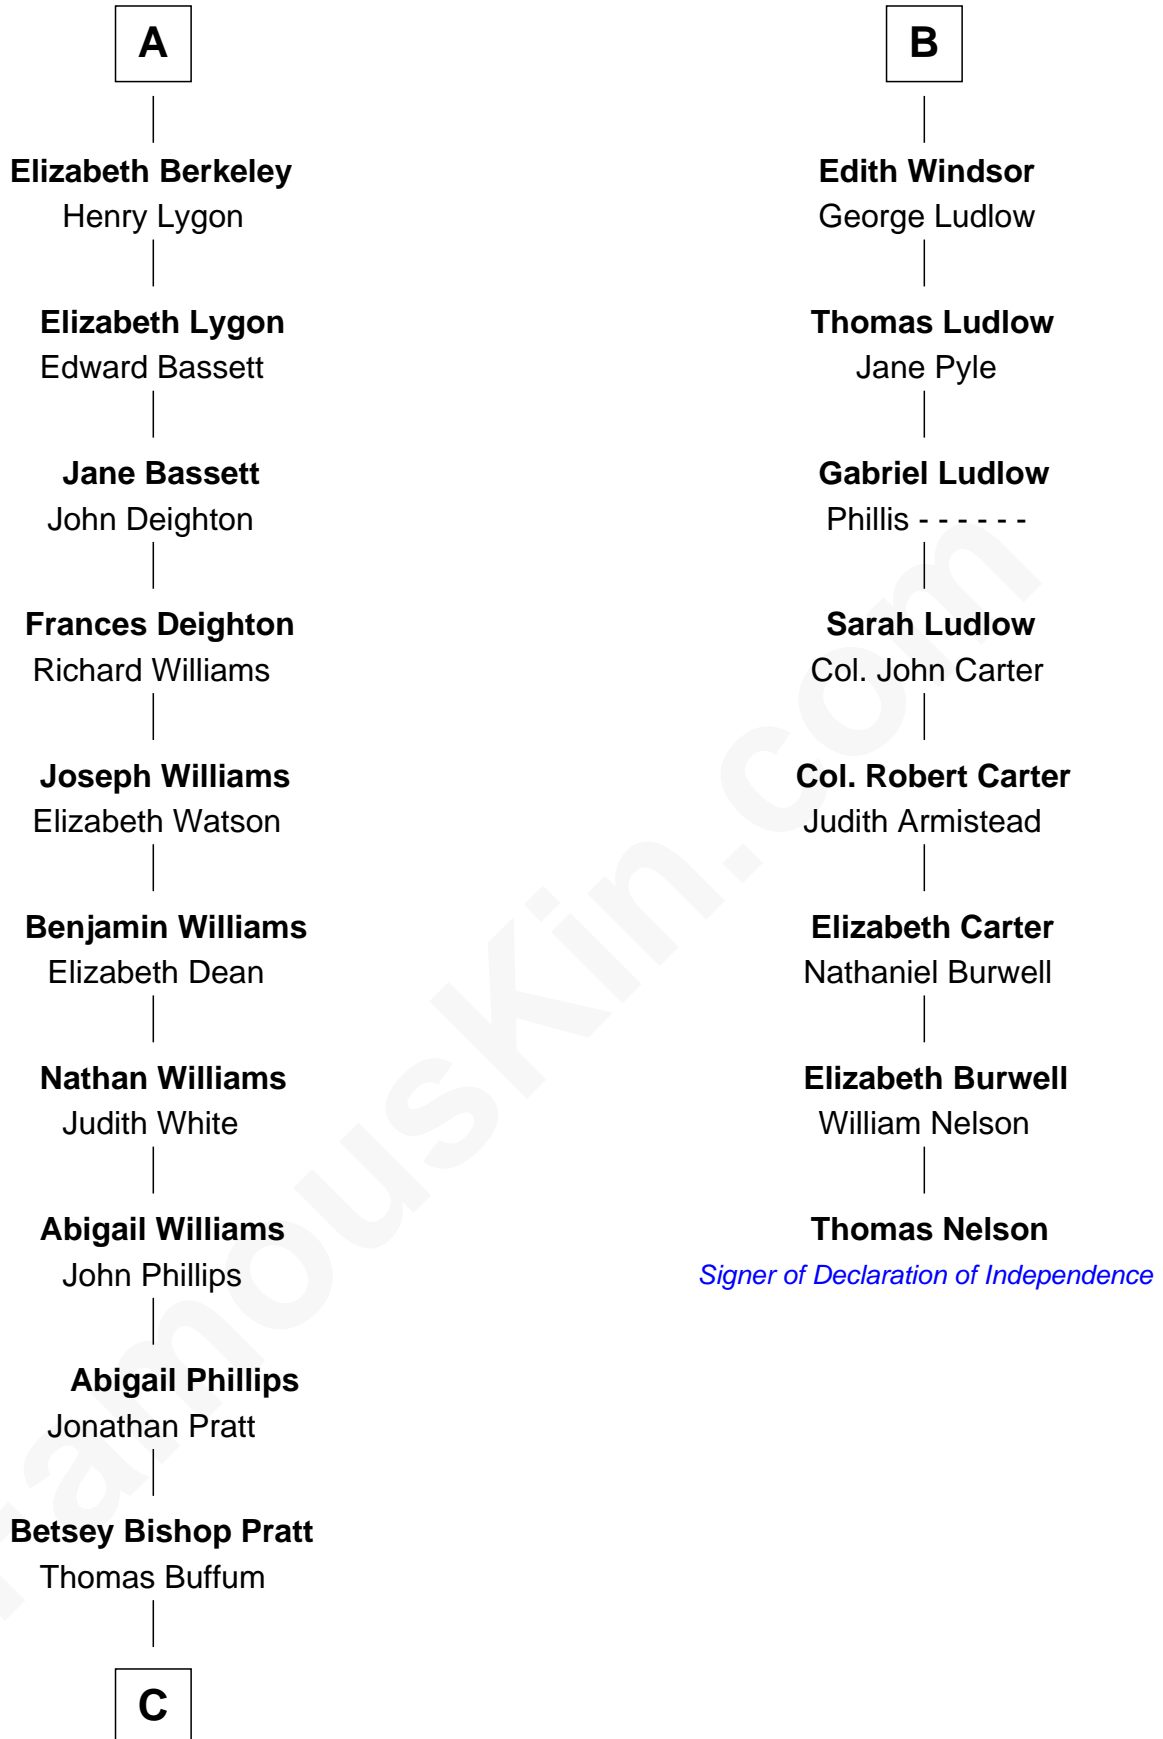 A
Elizabeth Berkeley
Henry Lygon
Elizabeth Lygon
Edward Bassett
Jane Bassett
John Deighton
Frances Deighton
Richard Williams
Joseph Williams
Elizabeth Watson
Benjamin Williams
Elizabeth Dean
Nathan Williams
Judith White
Abigail Williams
John Phillips
Abigail Phillips
Jonathan Pratt
Betsey Bishop Pratt
Thomas Buffum
C
B
Edith Windsor
George Ludlow
Thomas Ludlow
Jane Pyle
Gabriel Ludlow
Phillis - - - - - -
Sarah Ludlow
Col. John Carter
Col. Robert Carter
Judith Armistead
Elizabeth Carter
Nathaniel Burwell
Elizabeth Burwell
William Nelson
Thomas Nelson
Signer of Declaration of Independence
FamousKin.com